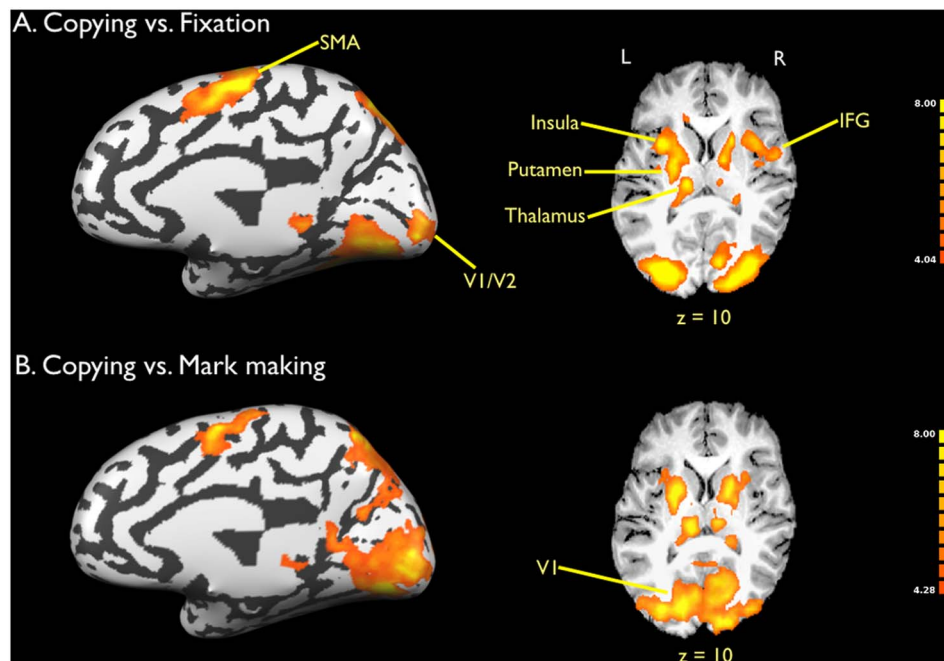 A. Copying vs. Fixation
SMA
L
R
8.00
Insula
IFG
Putamen
Thalamus
4.04
V1/V2
z = 10
B. Copying vs. Mark making
8.00
V1
4.28
z = 10